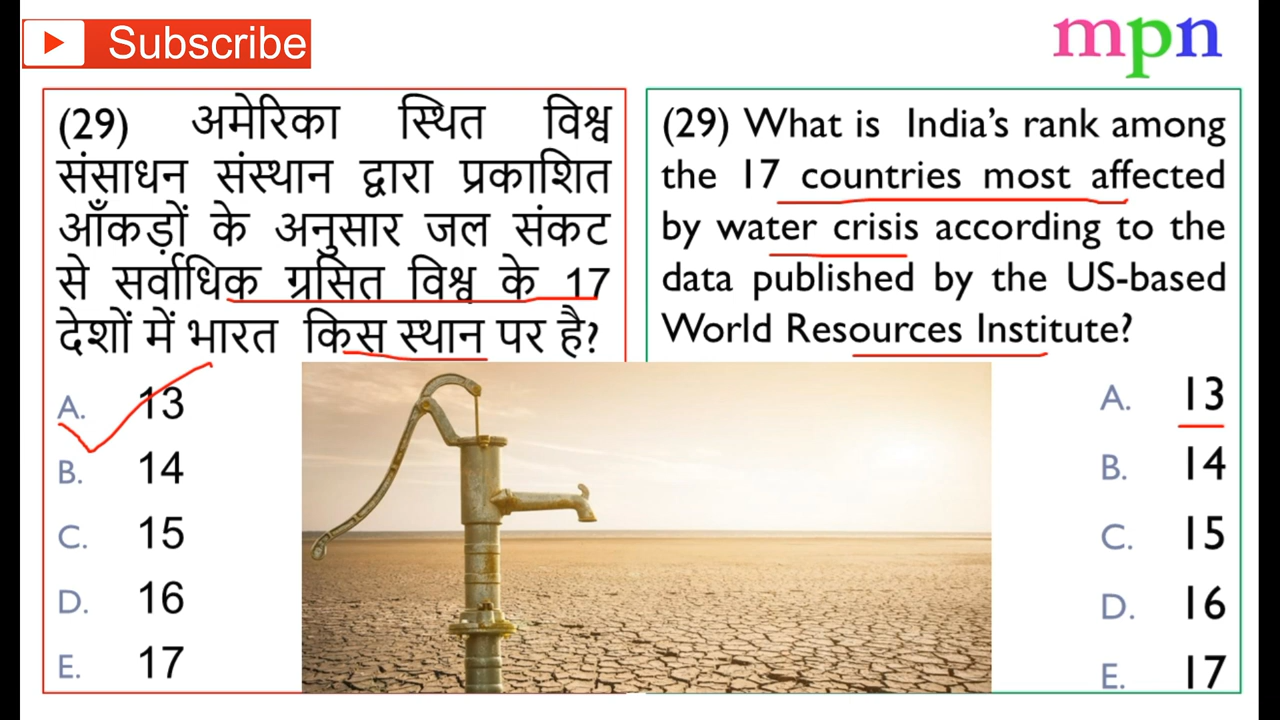 Subscribe
mpn
(29) अमेरिका स्थित विश्व
संसाधन संस्थान द्वारा प्रकाशित
आँकड़ों के अनुसार जल संकट
से सर्वाधिक ग्रसित विश्व के 17
देशों में भारत किस स्थान पर है?
A. 13
B. 14
C. 15
D. 16
E. 17
(29) What is India's rank among
the 17 countries most affected
by water crisis according to the
data published by the US-based
World Resources Institute?
A. 13
B. 14
C. 15
D. 16
E. 17